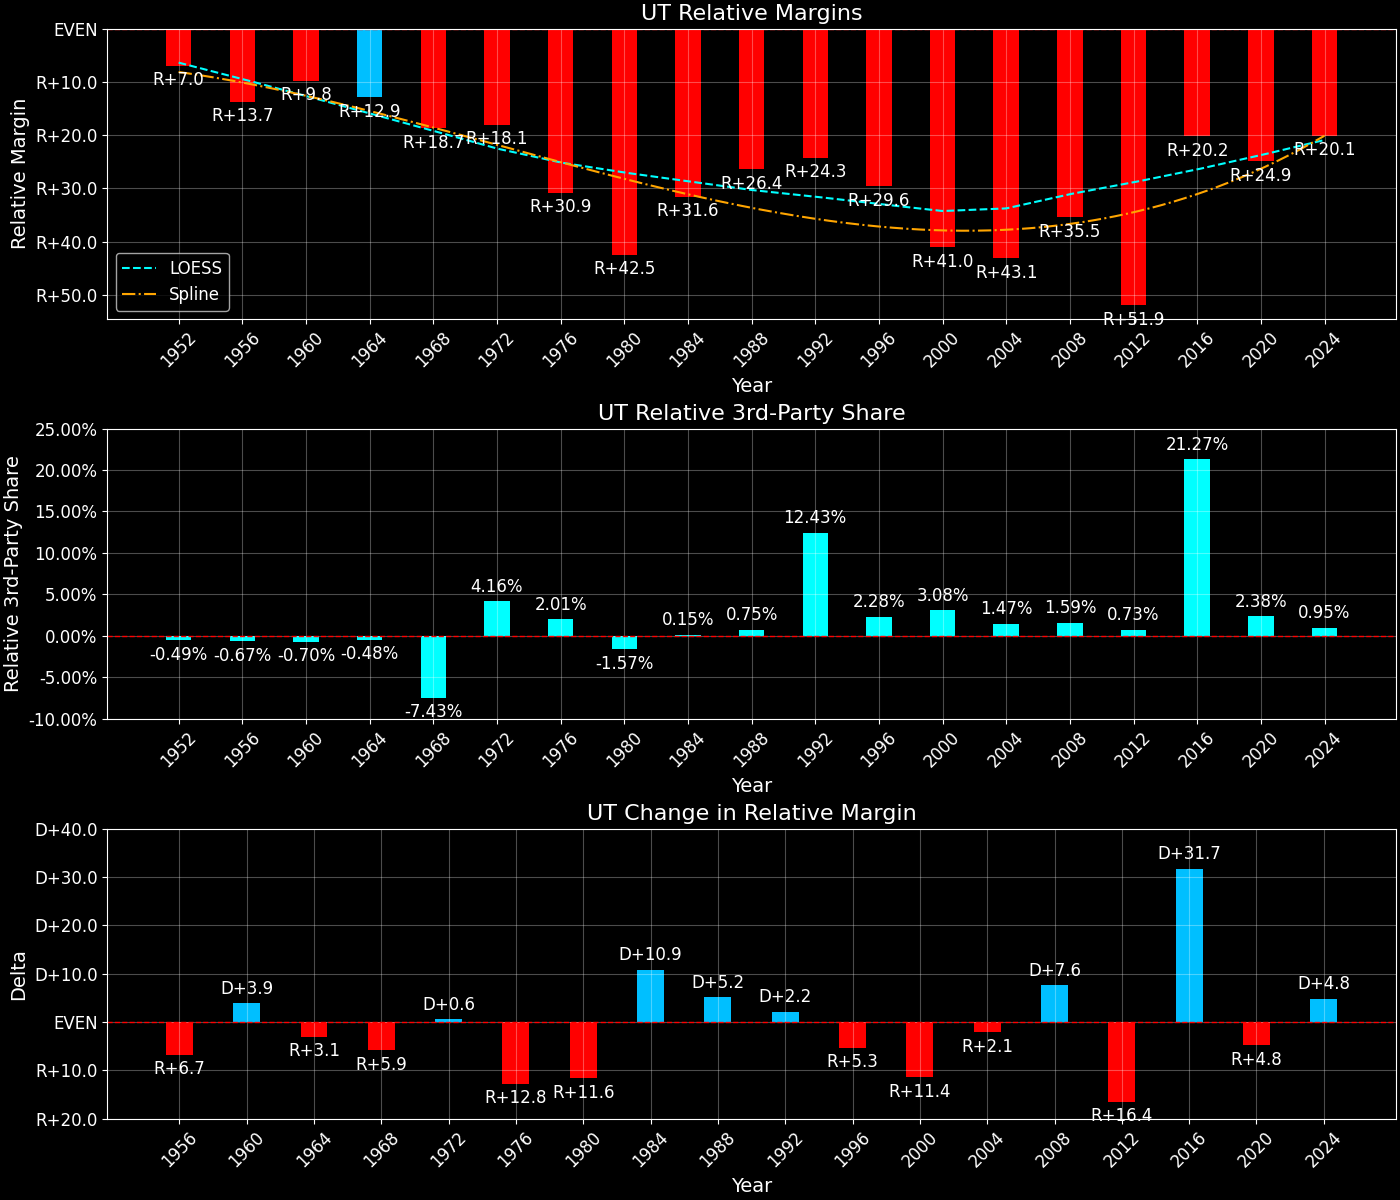 UT Relative Margins
Relative Margin
EVEN
R+10.0
R+20.0
R+30.0
R+40.0
R+50.0
R+7.0
R+13.7
R+9.8
R+12.9
R+18.7
R+18.1
R+30.9
R+42.5
R+31.6
R+26.4
R+24.3
R+29.6
R+41.0
R+43.1
R+35.5
R+51.9
R+20.2
R+24.9
R+20.1
LOESS
Spline
1952 1956 1960 1964 1968 1972 1976 1980 1984 1988 1992 1996 2000 2004 2008 2012 2016 2020 2024
Year
UT Relative 3rd-Party Share
Relative 3rd-Party Share
25.00%
20.00%
15.00%
10.00%
5.00%
0.00%
-5.00%
-10.00%
-0.49%
-0.67%
-0.70%
-0.48%
-7.43%
4.16%
2.01%
-1.57%
0.15%
0.75%
12.43%
2.28%
3.08%
1.47%
1.59%
0.73%
21.27%
2.38%
0.95%
1952 1956 1960 1964 1968 1972 1976 1980 1984 1988 1992 1996 2000 2004 2008 2012 2016 2020 2024
Year
UT Change in Relative Margin
Delta
D+40.0
D+30.0
D+20.0
D+10.0
EVEN
R+10.0
R+20.0
R+6.7
D+3.9
R+3.1
R+5.9
D+0.6
R+12.8
R+11.6
D+10.9
D+5.2
D+2.2
R+5.3
R+11.4
R+2.1
D+7.6
R+16.4
D+31.7
R+4.8
D+4.8
1956 1960 1964 1968 1972 1976 1980 1984 1988 1992 1996 2000 2004 2008 2012 2016 2020 2024
Year